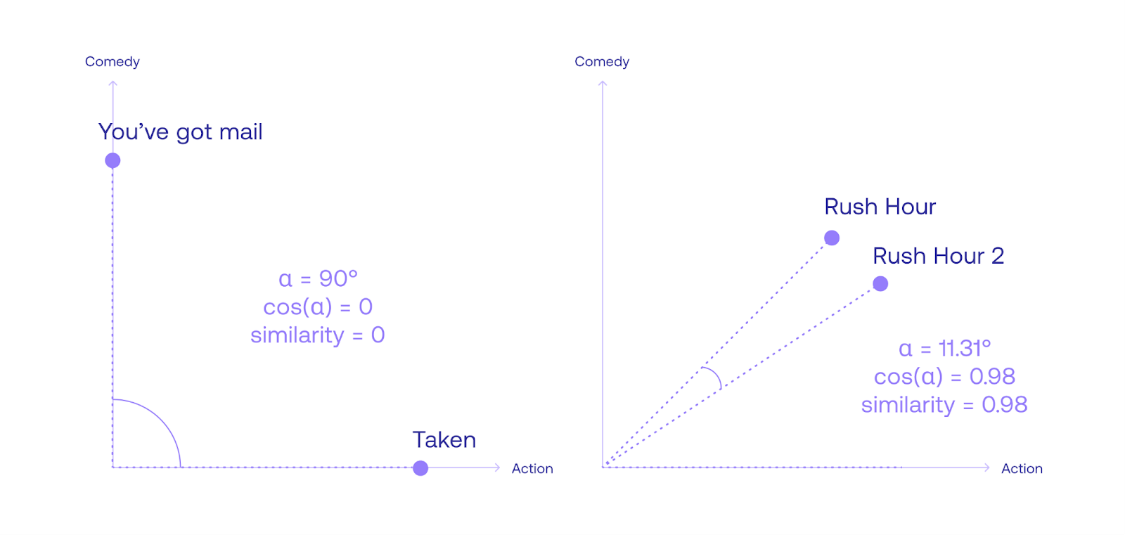 Comedy
You’ve got mail
α = 90°
cos(α) = 0
similarity = 0
Taken
Action
Comedy
Rush Hour
Rush Hour 2
α = 11.31°
cos(α) = 0.98
similarity = 0.98
Action